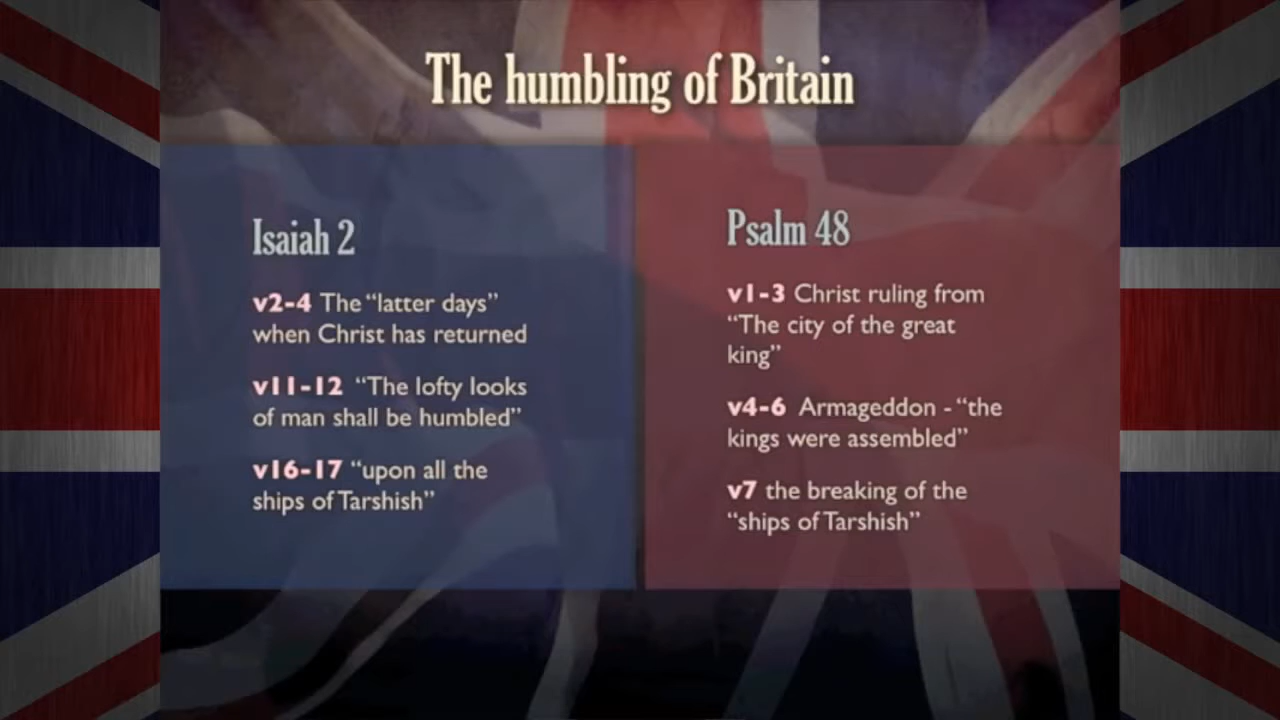 The humbling of Britain
Isaiah 2
v2-4 The “latter days”
when Christ has returned
v11-12 “The lofty looks
of man shall be humbled”
v16-17 “upon all the
ships of Tarshish”
Psalm 48
v1-3 Christ ruling from
“The city of the great
king”
v4-6 Armageddon - “the
kings were assembled”
v7 the breaking of the
“ships of Tarshish”